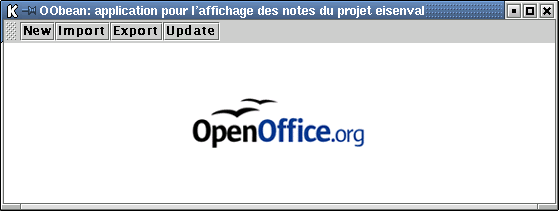 OObean: application pour l'affichage des notes du projet eisenval
New Import Export Update
OpenOffice.org